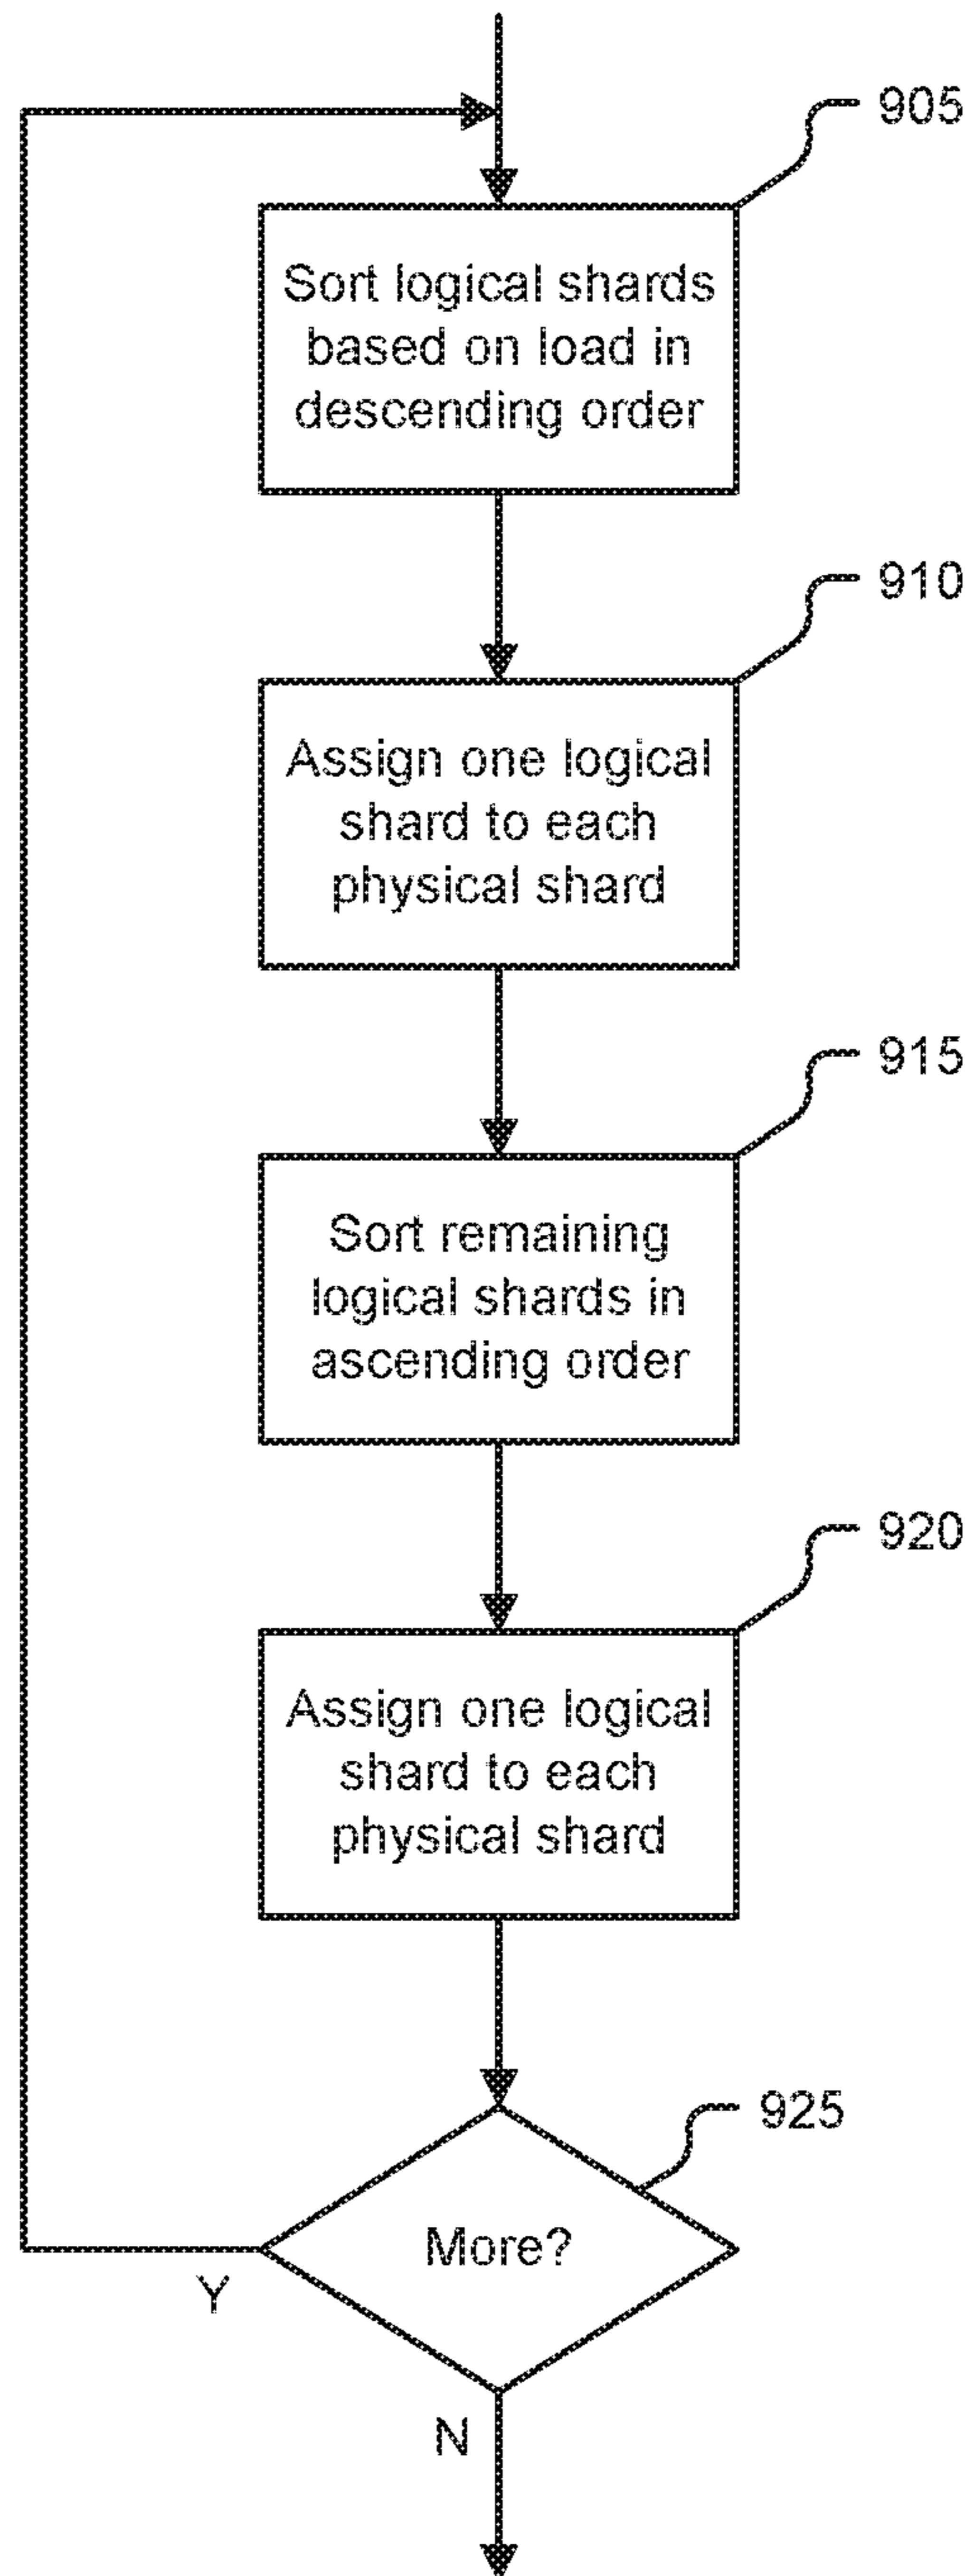 905
Sort logical shards
based on load in
descending order
910
Assign one logical
shard to each
physical shard
915
Sort remaining
logical shards in
ascending order
920
Assign one logical
shard to each
physical shard
925
More?
Y
N